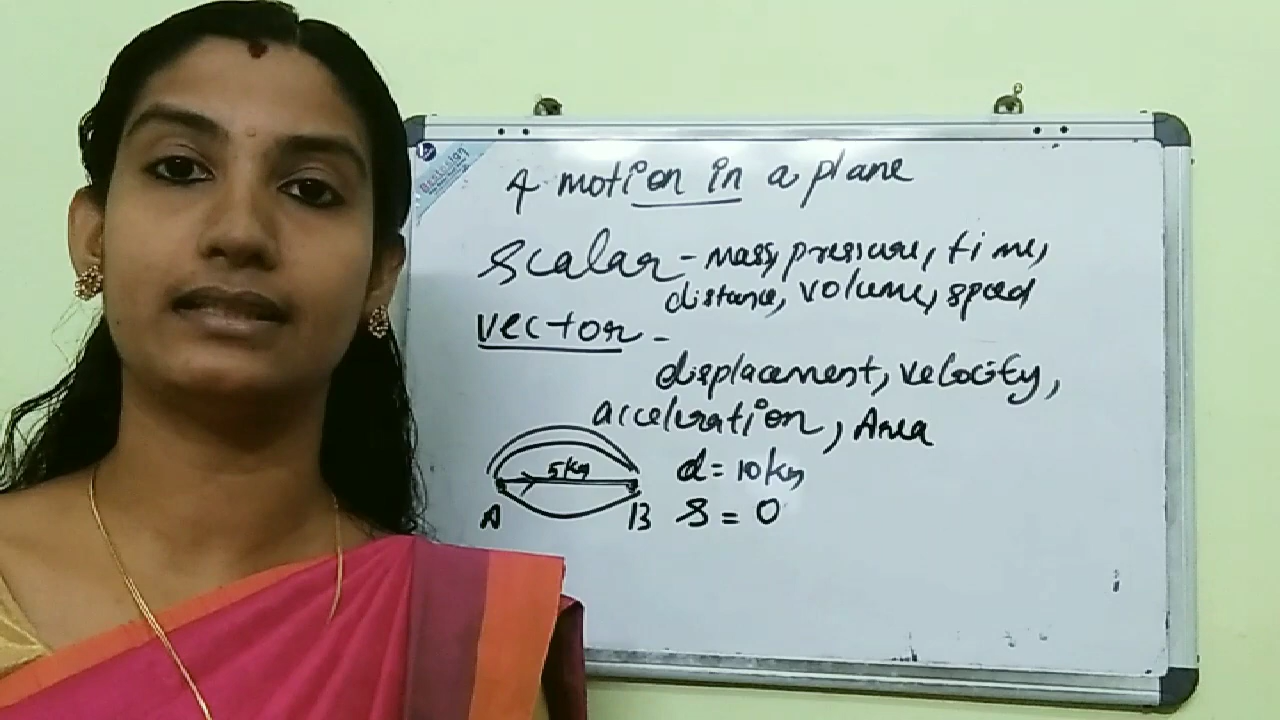 4 motion in a plane
Scalar - mass, pressure, time,
distance, volume, speed
vector -
displacement, velocity,
acceleration, Area
5km
d = 10km
A
B
S = 0